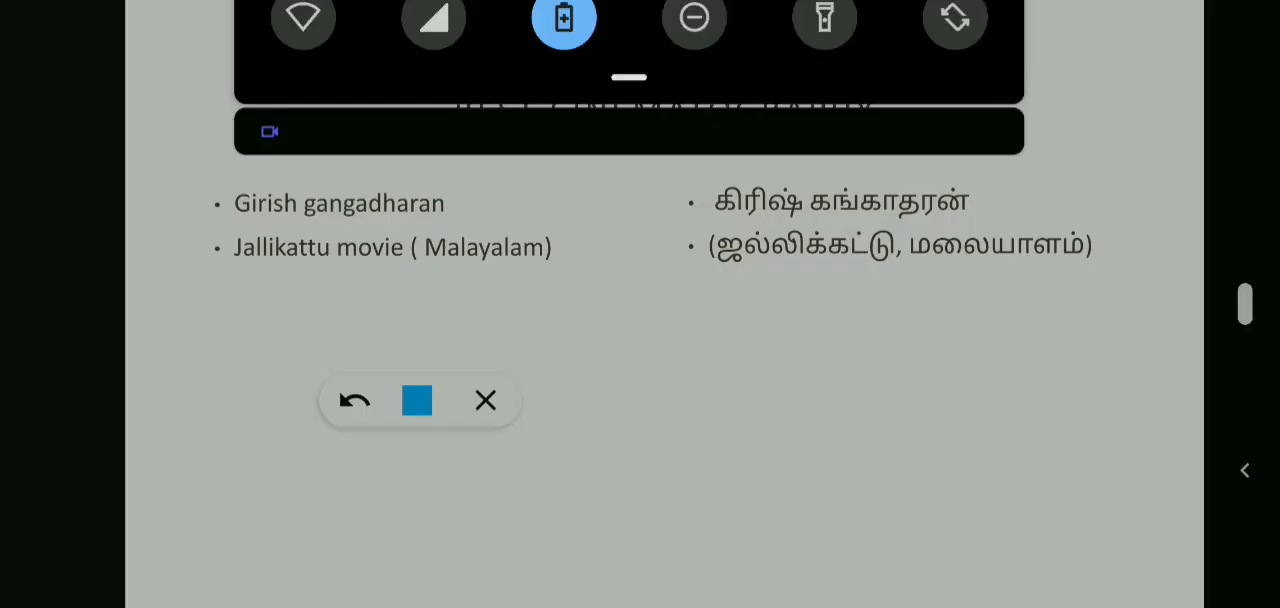 • Girish gangadharan
• Jallikattu movie ( Malayalam)
• கிரிஷ் கங்காதரன்
• (ஜல்லிக்கட்டு, மலையாளம்)